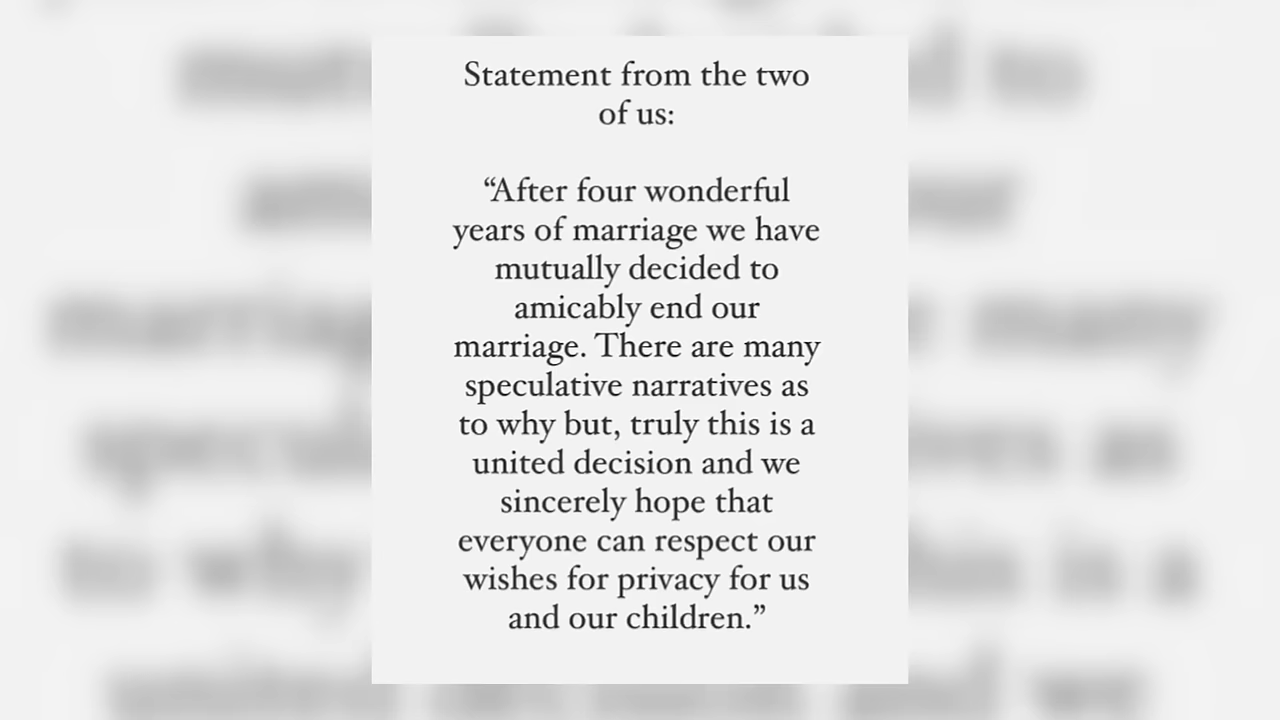 Statement from the two
of us:
“After four wonderful
years of marriage we have
mutually decided to
amicably end our
marriage. There are many
speculative narratives as
to why but, truly this is a
united decision and we
sincerely hope that
everyone can respect our
wishes for privacy for us
and our children.”